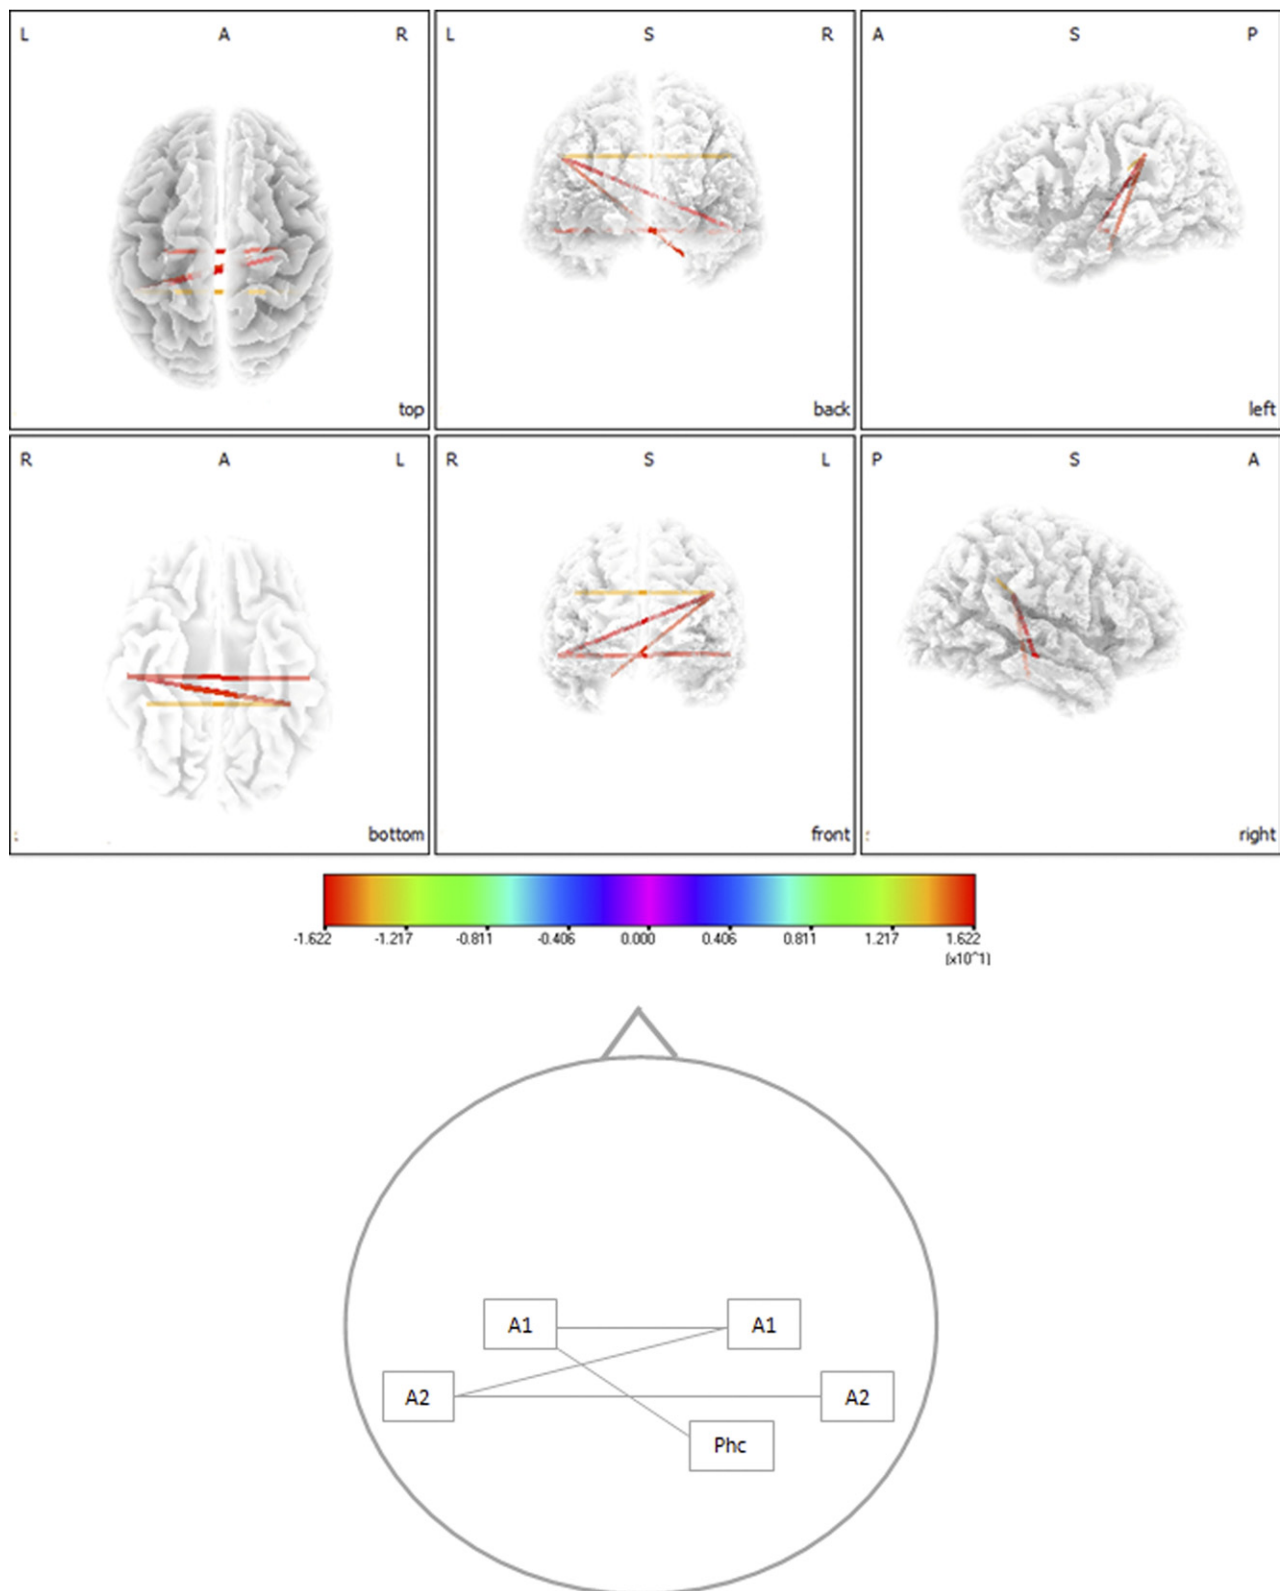 L A R
top
L S R
back
A S P
left
R A L
bottom
R S L
front
P S A
right
-1.622 -1.217 -0.811 -0.406 0.000 0.406 0.811 1.217 1.622
(x10^1)
A1 A1
A2 A2
Phc